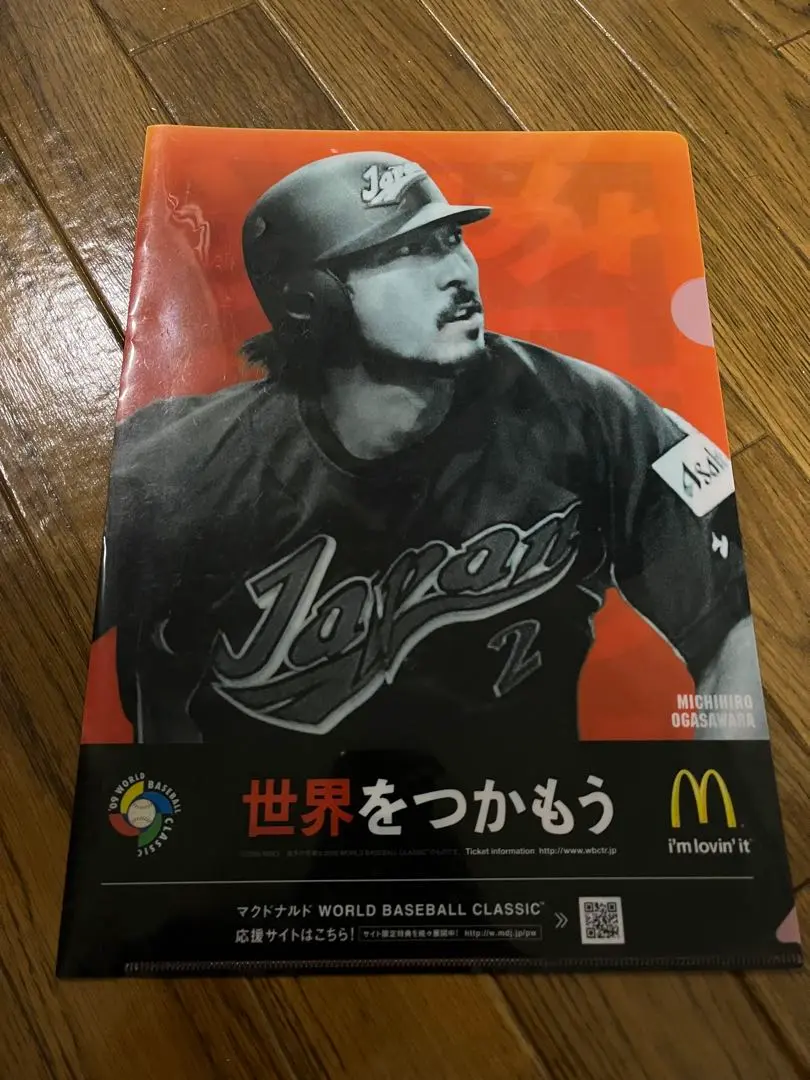 Japan
Asahi
Japan
2
MICHIHIRO
OGASAWARA
'09 WORLD BASEBALL CLASSIC
世界をつかもう
i'm lovin' it
Ticket information http://www.wbctr.jp/
マクドナルド WORLD BASEBALL CLASSIC™
応援サイトはこちら! サイト限定特典を続々展開中! http://w.mdj.jp/pw